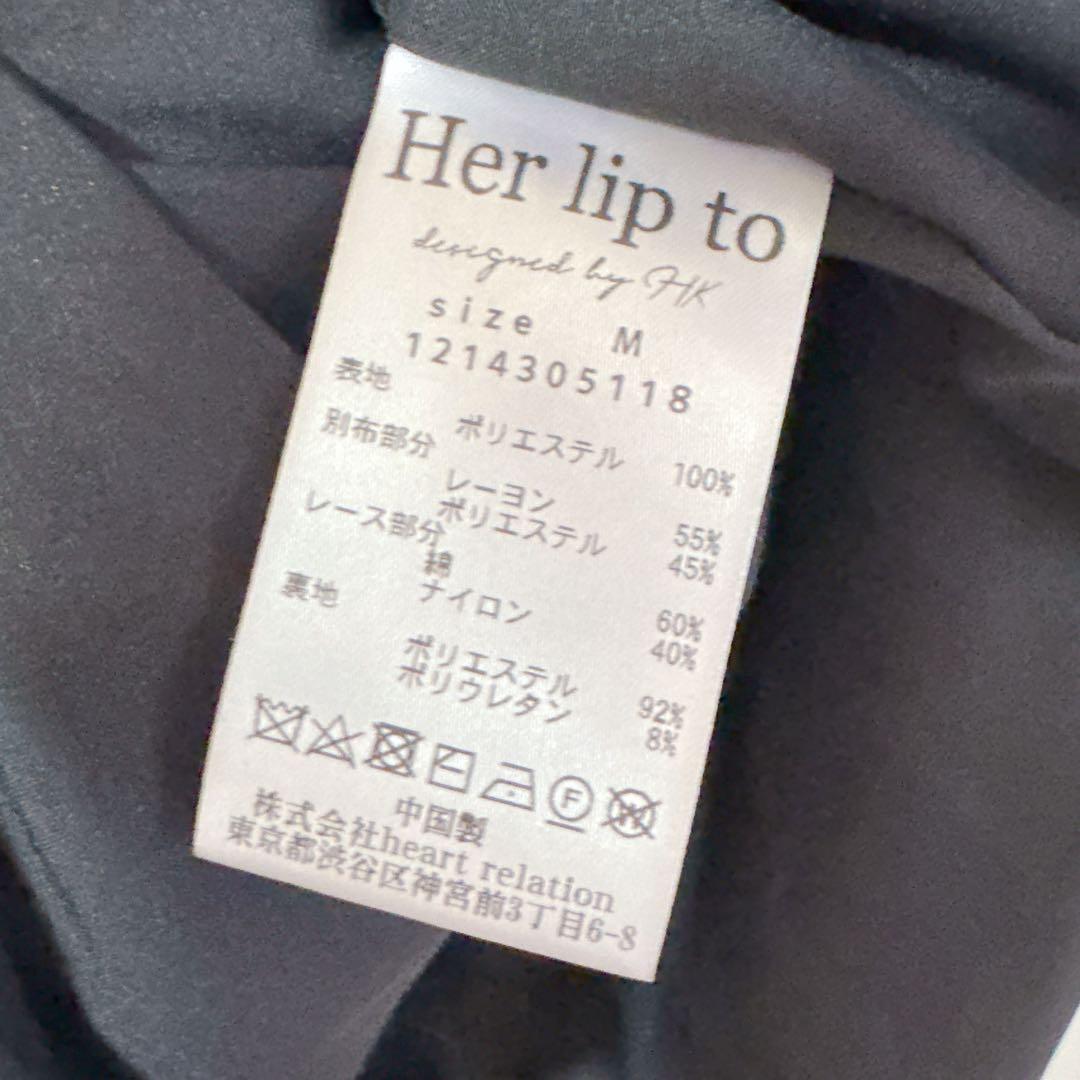 Her lip to
designed by HK
size M
1214305118
表地
ポリエステル 100%
別布部分
レーヨン 55%
ポリエステル 45%
レース部分
綿 60%
ナイロン 40%
裏地
ポリエステル 92%
ポリウレタン 8%
F W
中国製
株式会社heart relation
東京都渋谷区神宮前3丁目6-8